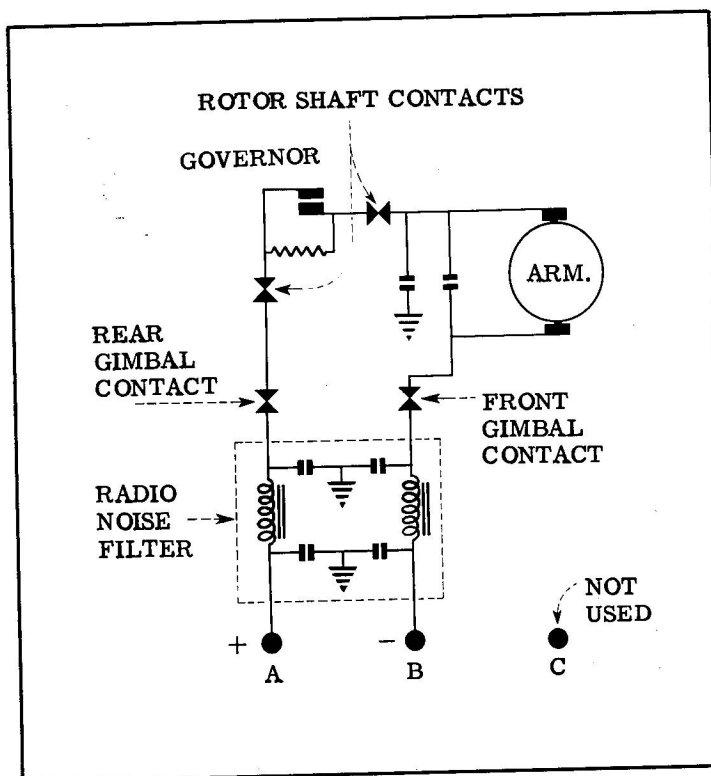 ROTOR SHAFT CONTACTS
GOVERNOR
ARM.
REAR
GIMBAL
CONTACT
FRONT
GIMBAL
CONTACT
RADIO
NOISE
FILTER
NOT
USED
+
-
A
B
C